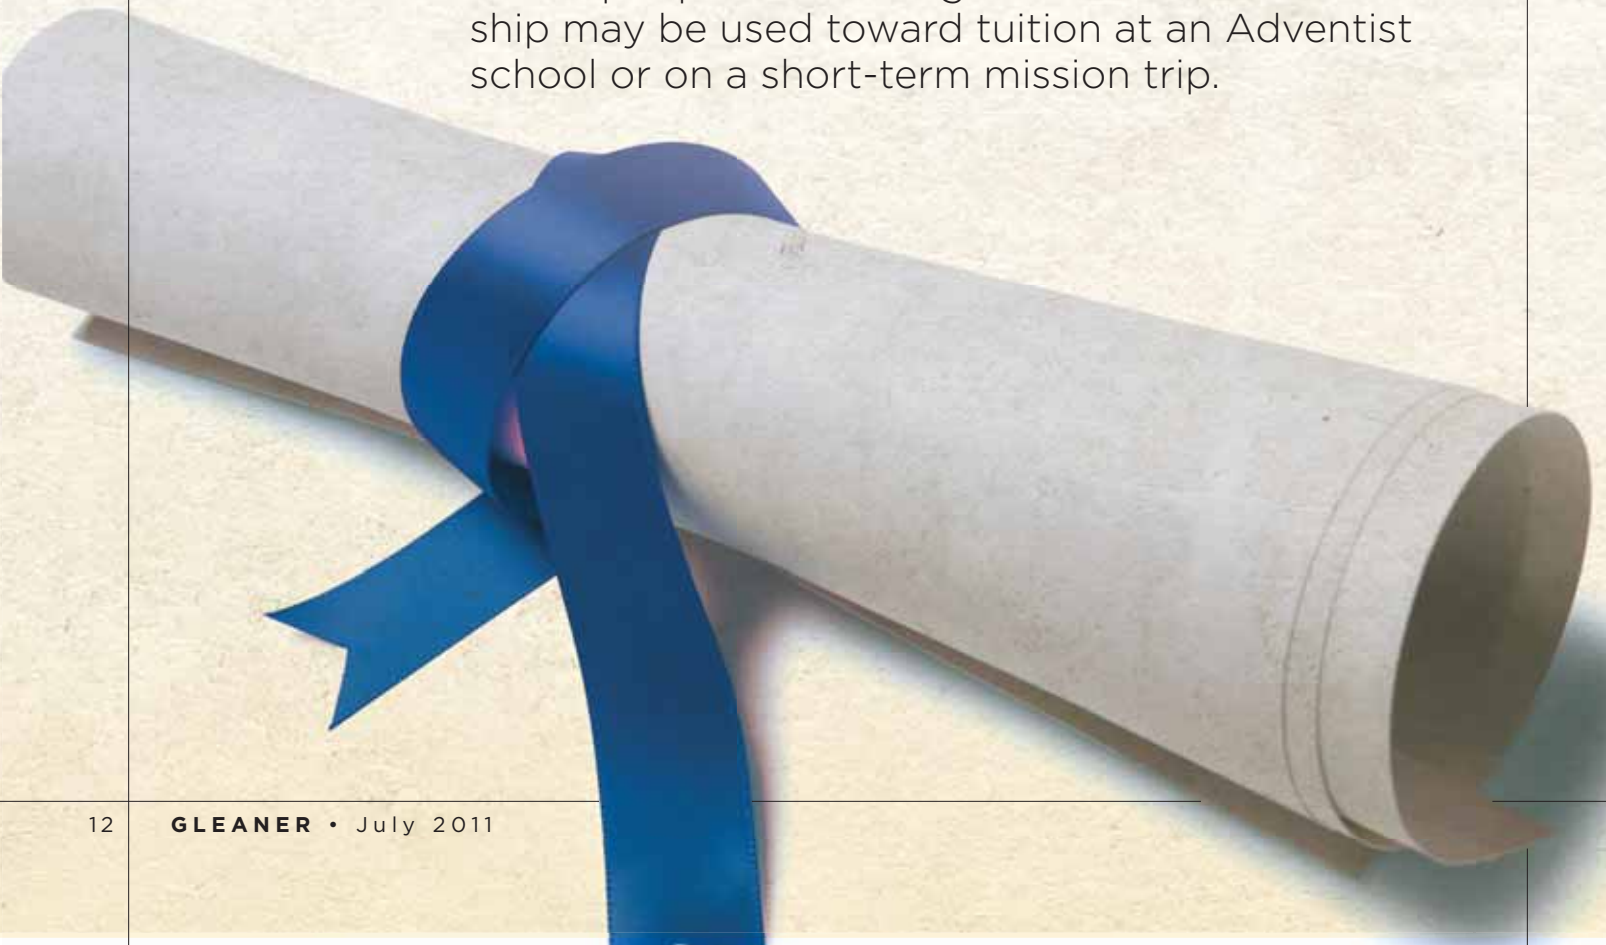 ship may be used toward tuition at an Adventist
school or on a short-term mission trip.
12 GLEANER • July 2011